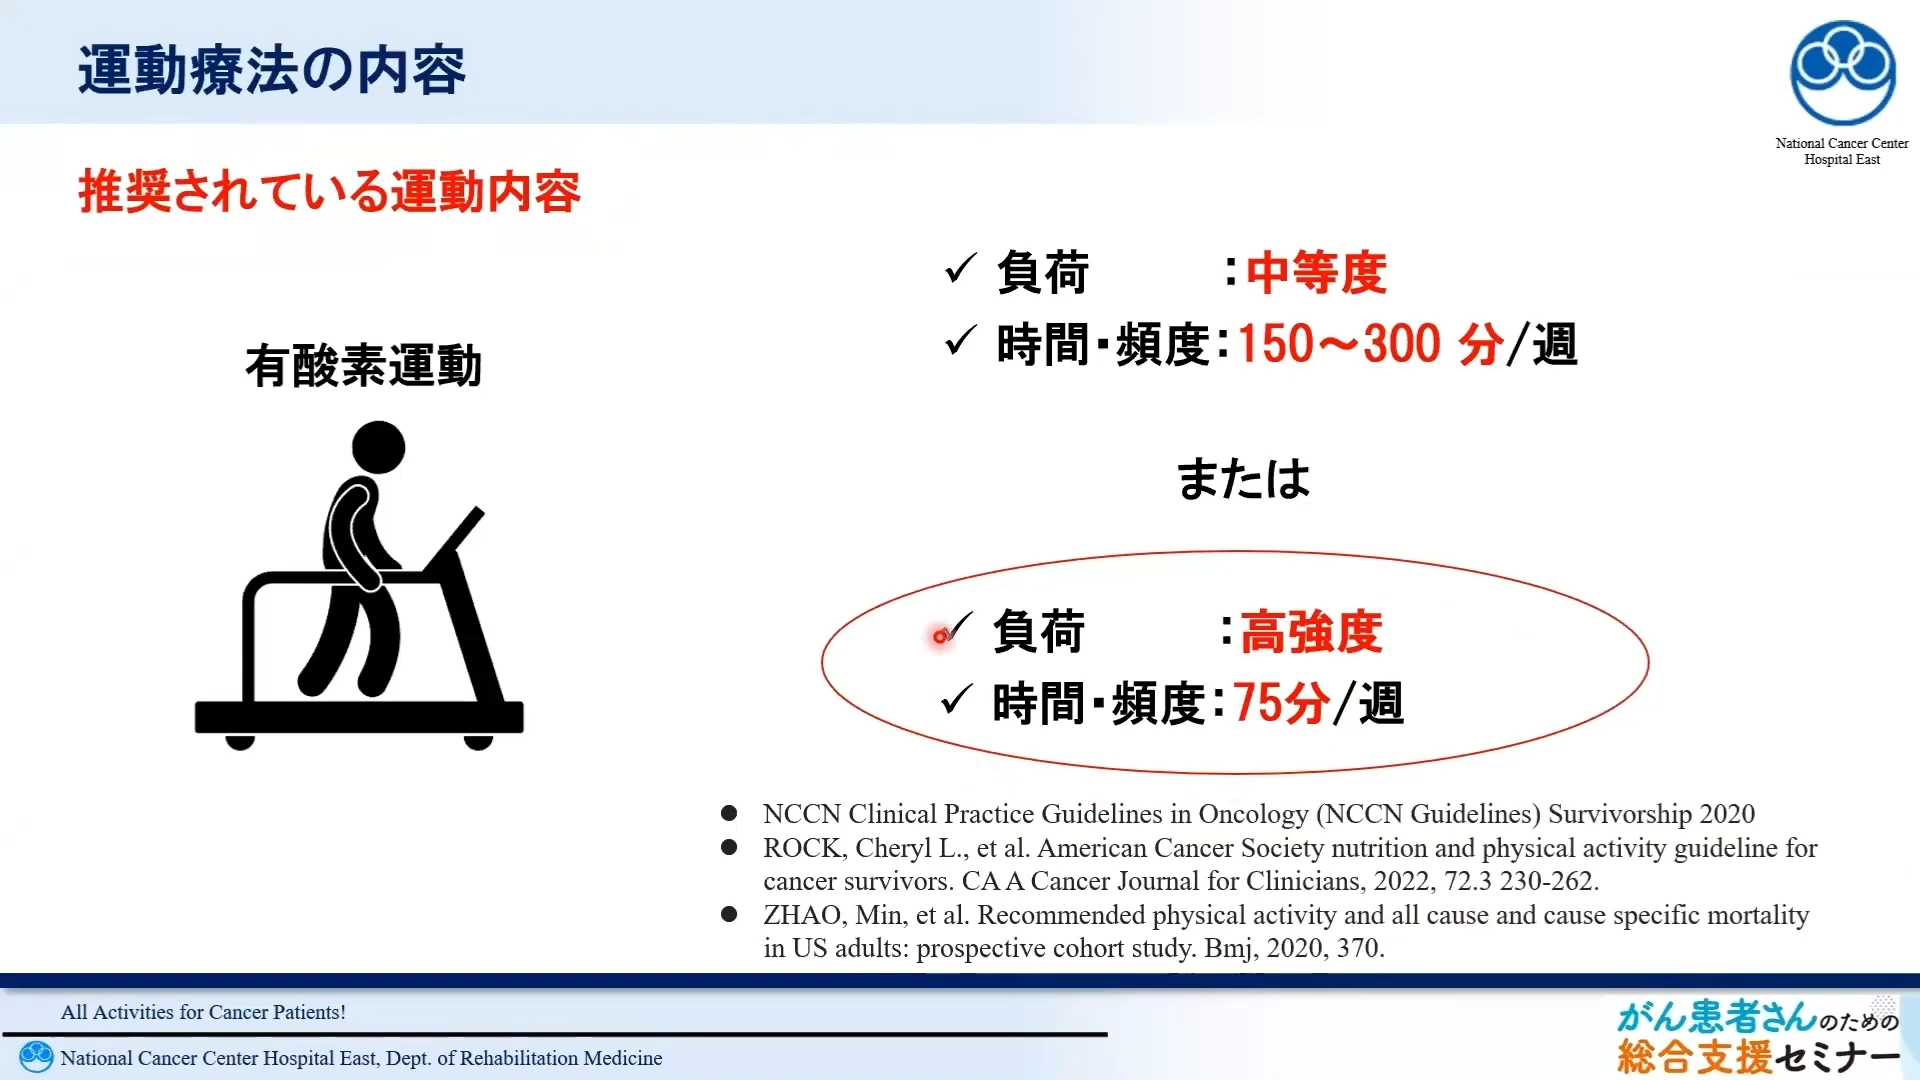 運動療法の内容
National Cancer Center
Hospital East
推奨されている運動内容
有酸素運動
✓ 負荷　　　：中等度
✓ 時間・頻度：150～300 分/週
または
✓ 負荷　　　：高強度
✓ 時間・頻度：75分/週
● NCCN Clinical Practice Guidelines in Oncology (NCCN Guidelines) Survivorship 2020
● ROCK, Cheryl L., et al. American Cancer Society nutrition and physical activity guideline for
cancer survivors. CA A Cancer Journal for Clinicians, 2022, 72.3 230-262.
● ZHAO, Min, et al. Recommended physical activity and all cause and cause specific mortality
in US adults: prospective cohort study. Bmj, 2020, 370.
All Activities for Cancer Patients!
National Cancer Center Hospital East, Dept. of Rehabilitation Medicine
がん患者さんのための
総合支援セミナー